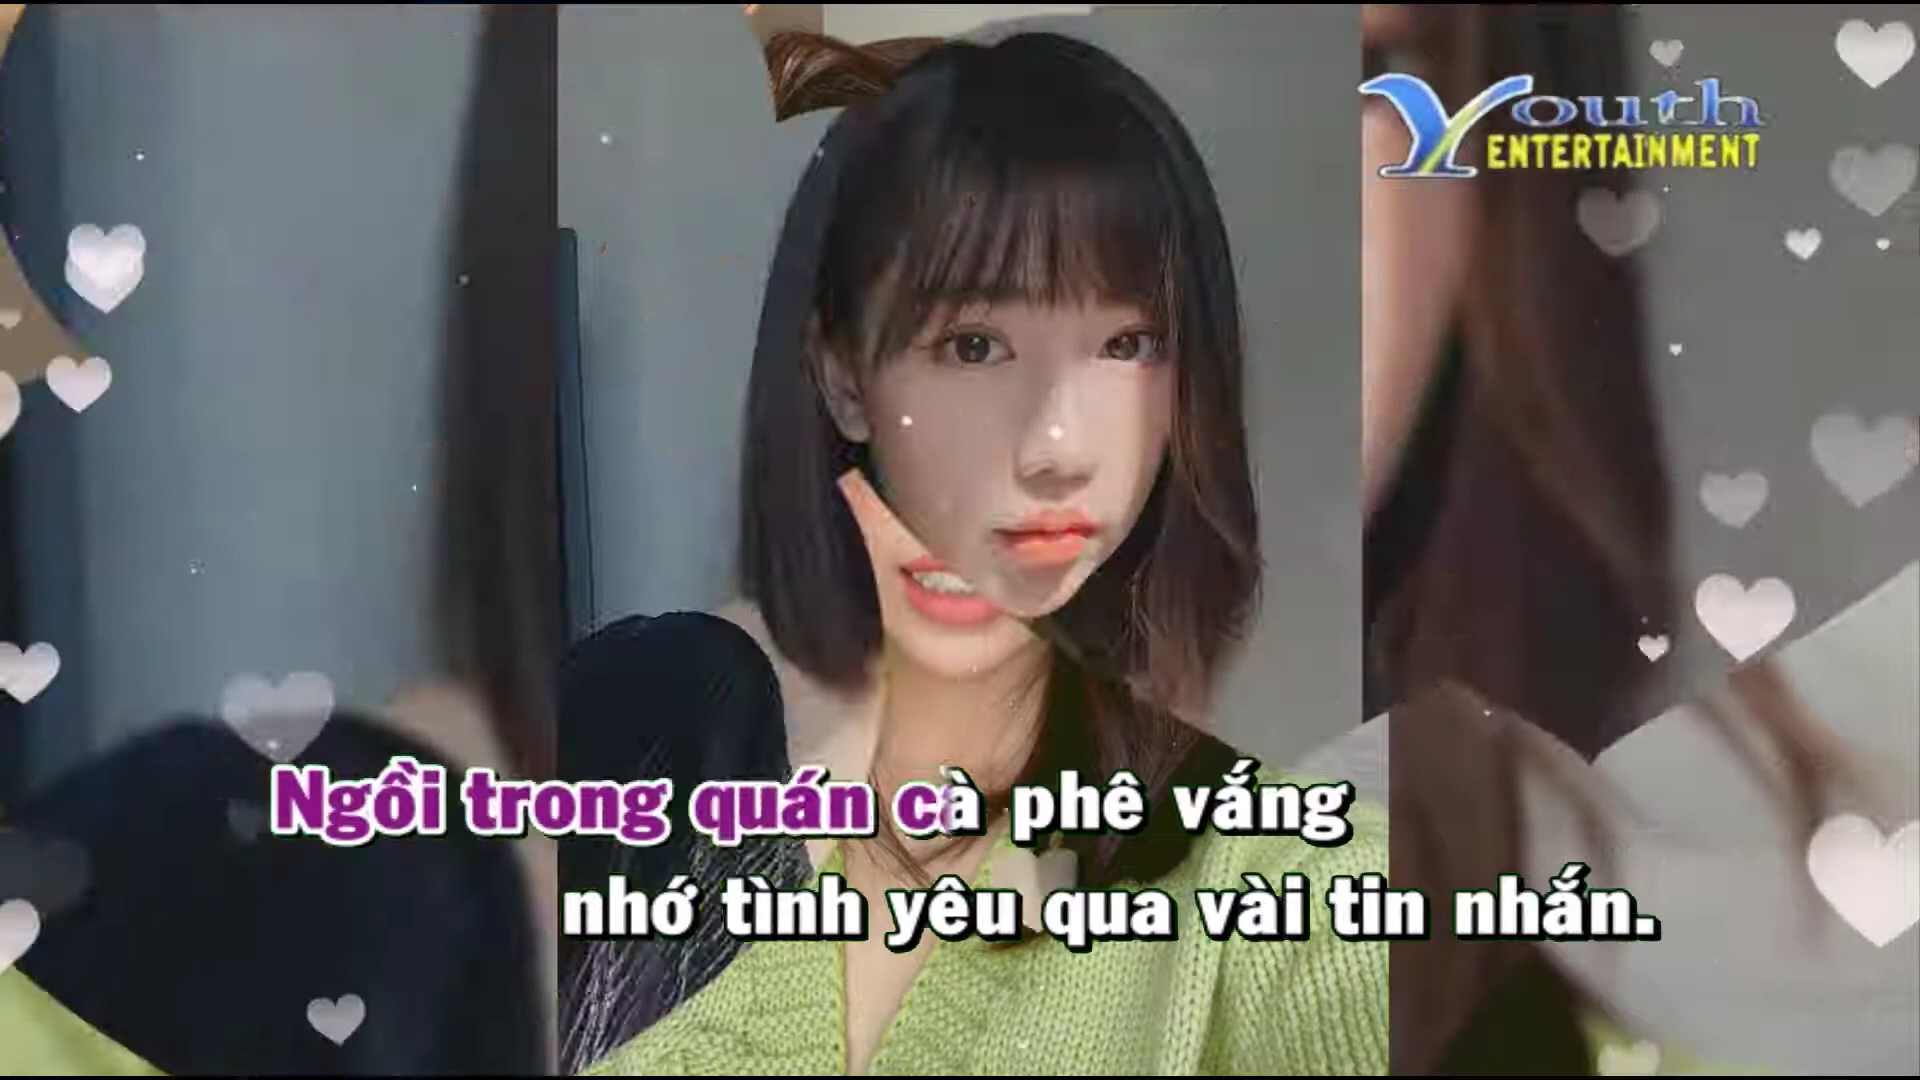 Youth
ENTERTAINMENT
Ngồi trong quán cà phê vắng
nhớ tình yêu qua vài tin nhắn.